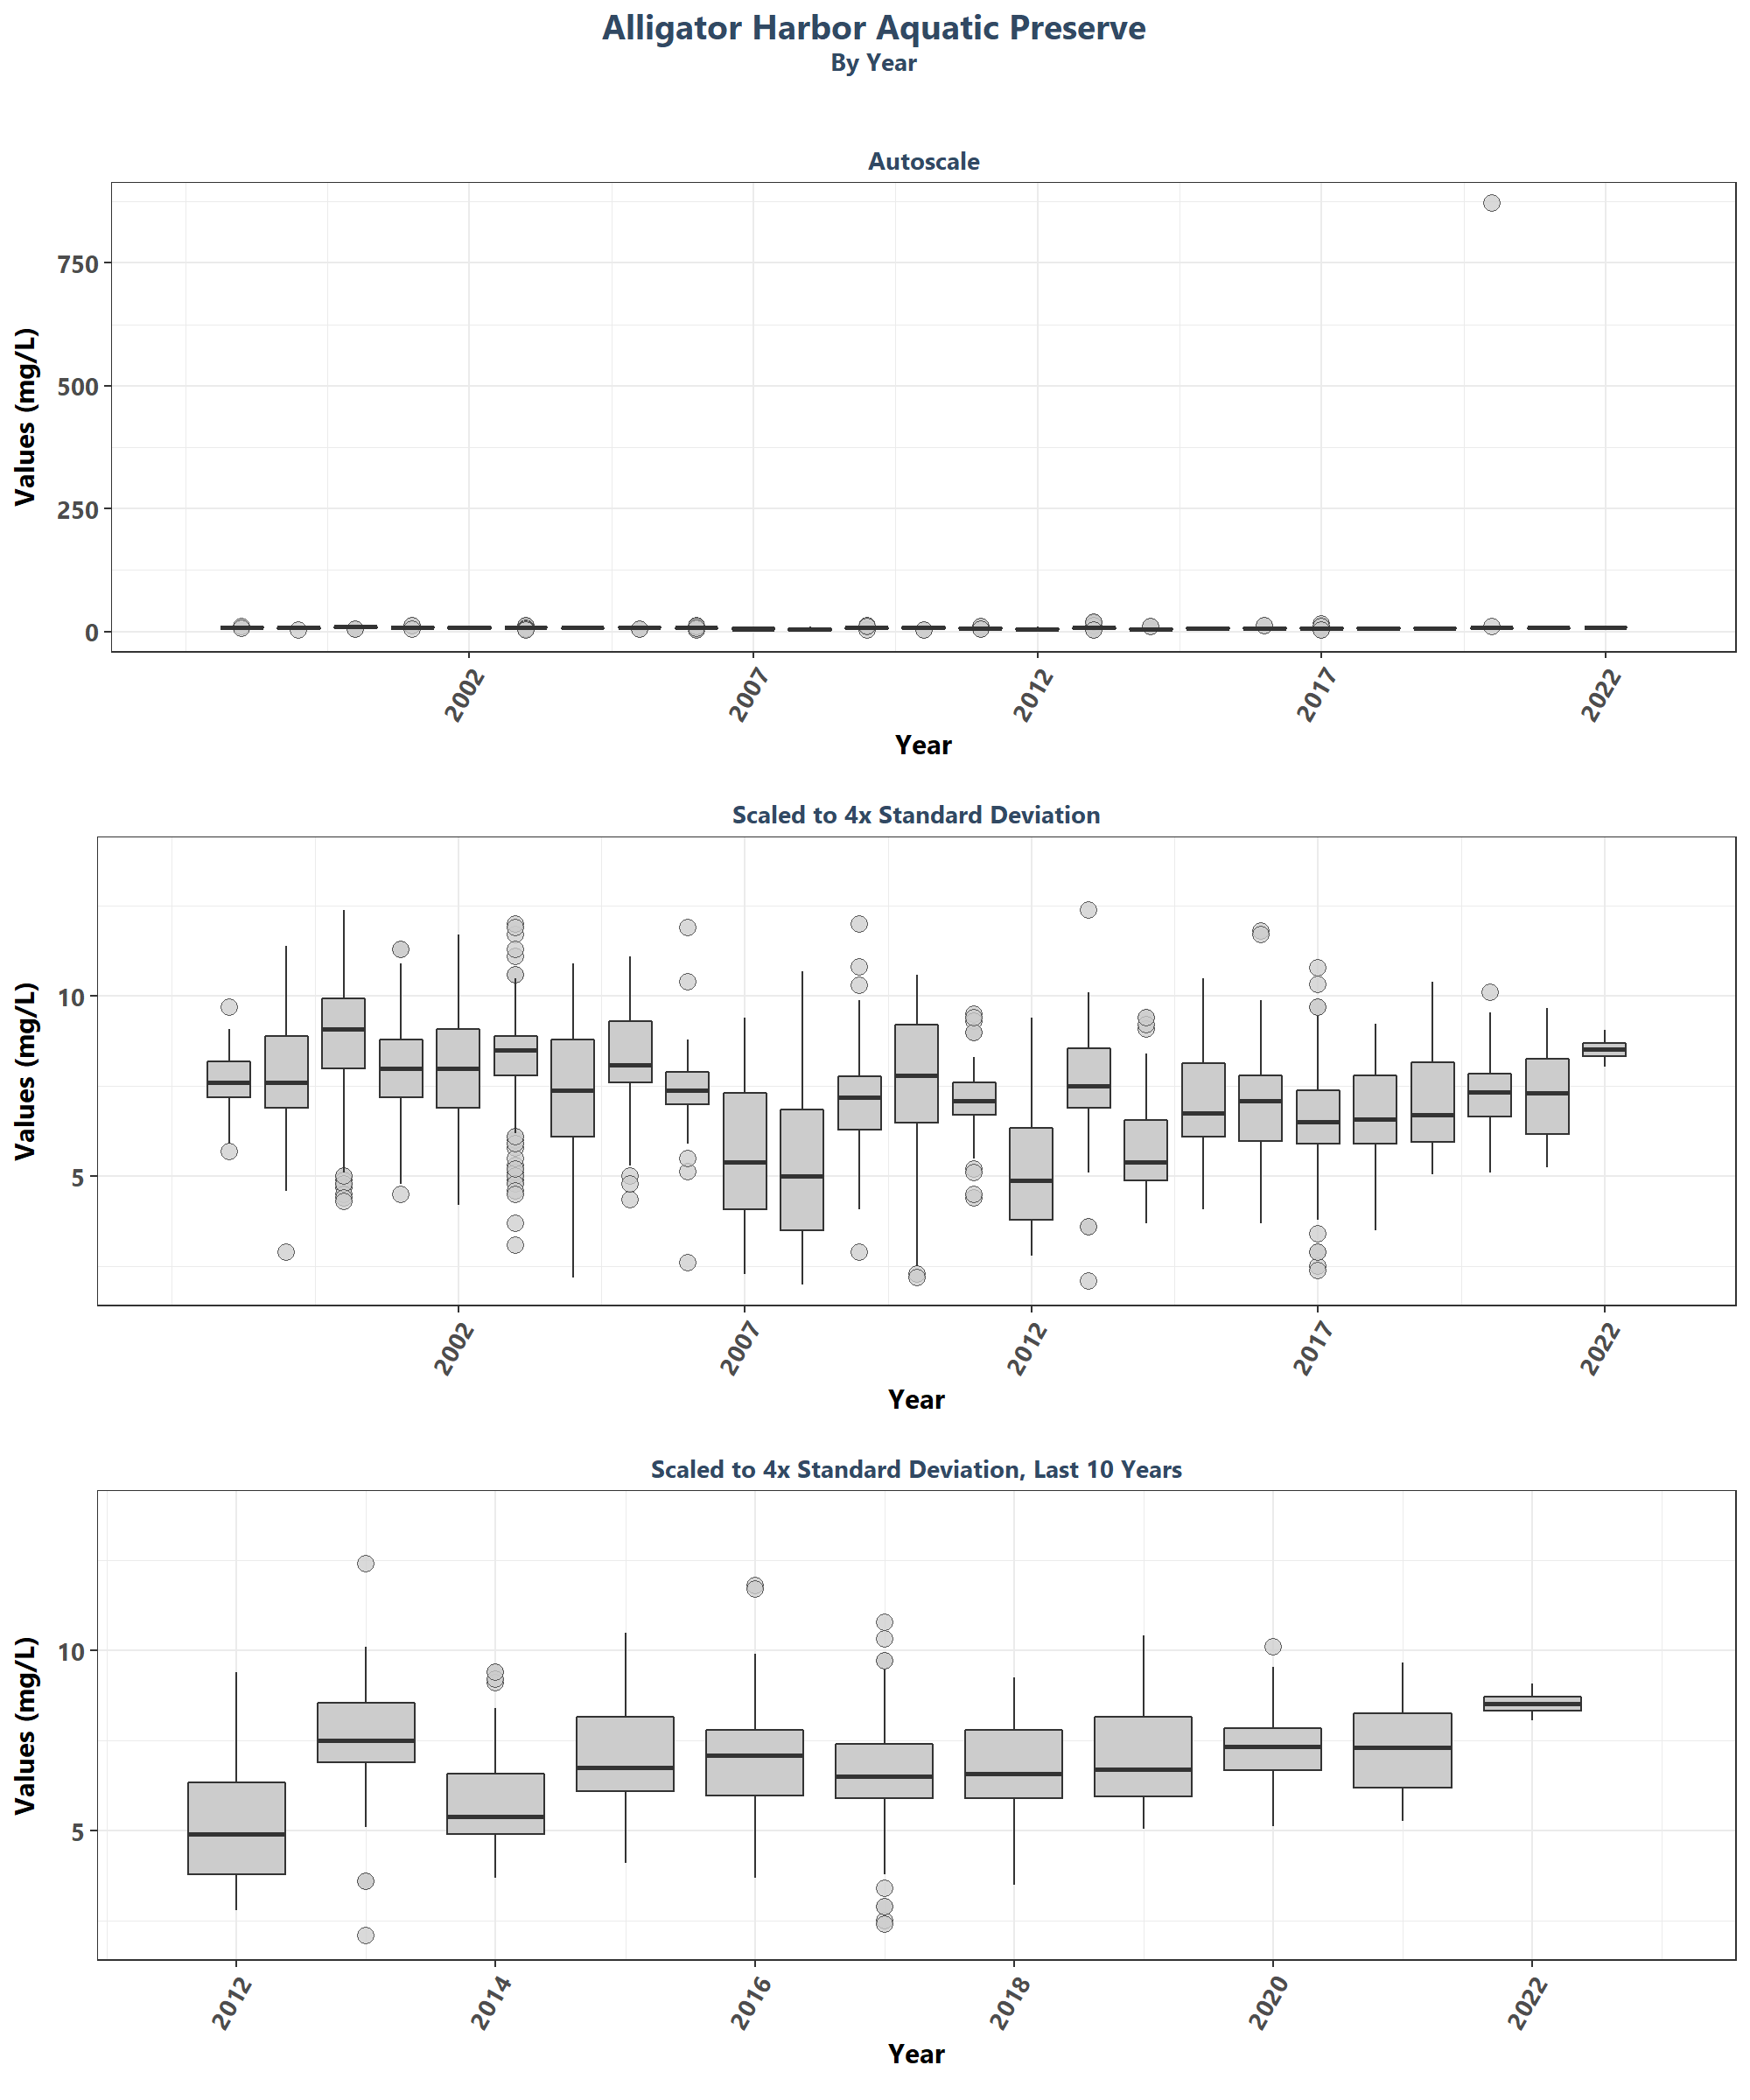 Alligator Harbor Aquatic Preserve
By Year
Autoscale
Values (mg/L)
750
500
250
0
2002
2007
2012
2017
2022
Year
Scaled to 4x Standard Deviation
Values (mg/L)
10
5
2002
2007
2012
2017
2022
Year
Scaled to 4x Standard Deviation, Last 10 Years
Values (mg/L)
10
5
2012
2014
2016
2018
2020
2022
Year